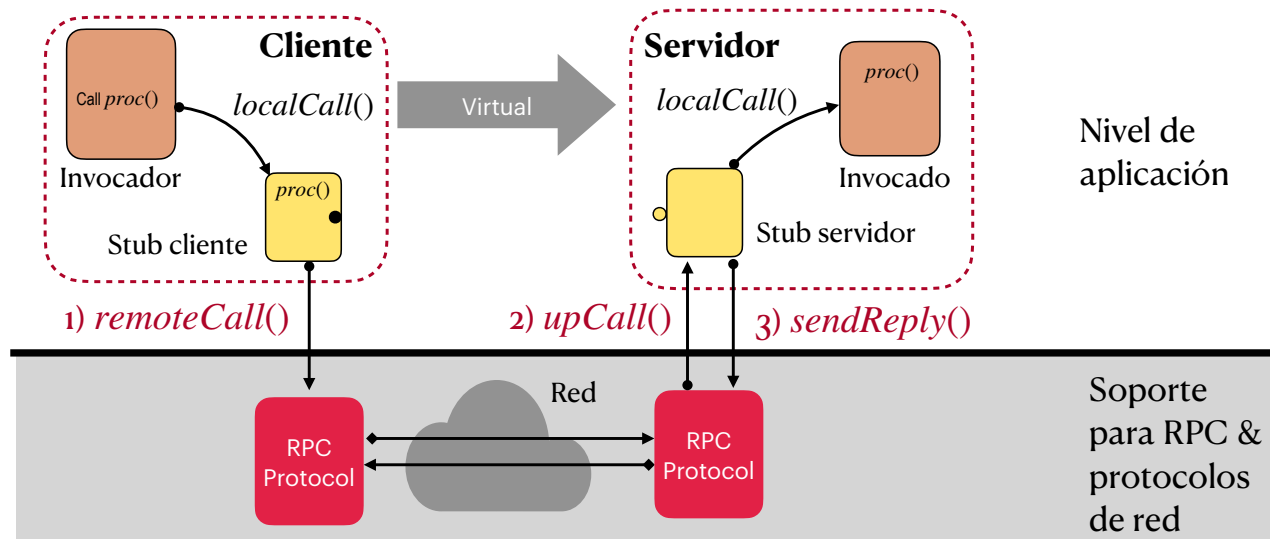 Cliente
Call proc()
localCall()
Invocador
proc()
Stub cliente
Virtual
Servidor
proc()
localCall()
Invocado
Stub servidor
Nivel de
aplicación
1) remoteCall()
2) upCall()
3) sendReply()
Red
RPC
Protocol
RPC
Protocol
Soporte
para RPC &
protocolos
de red